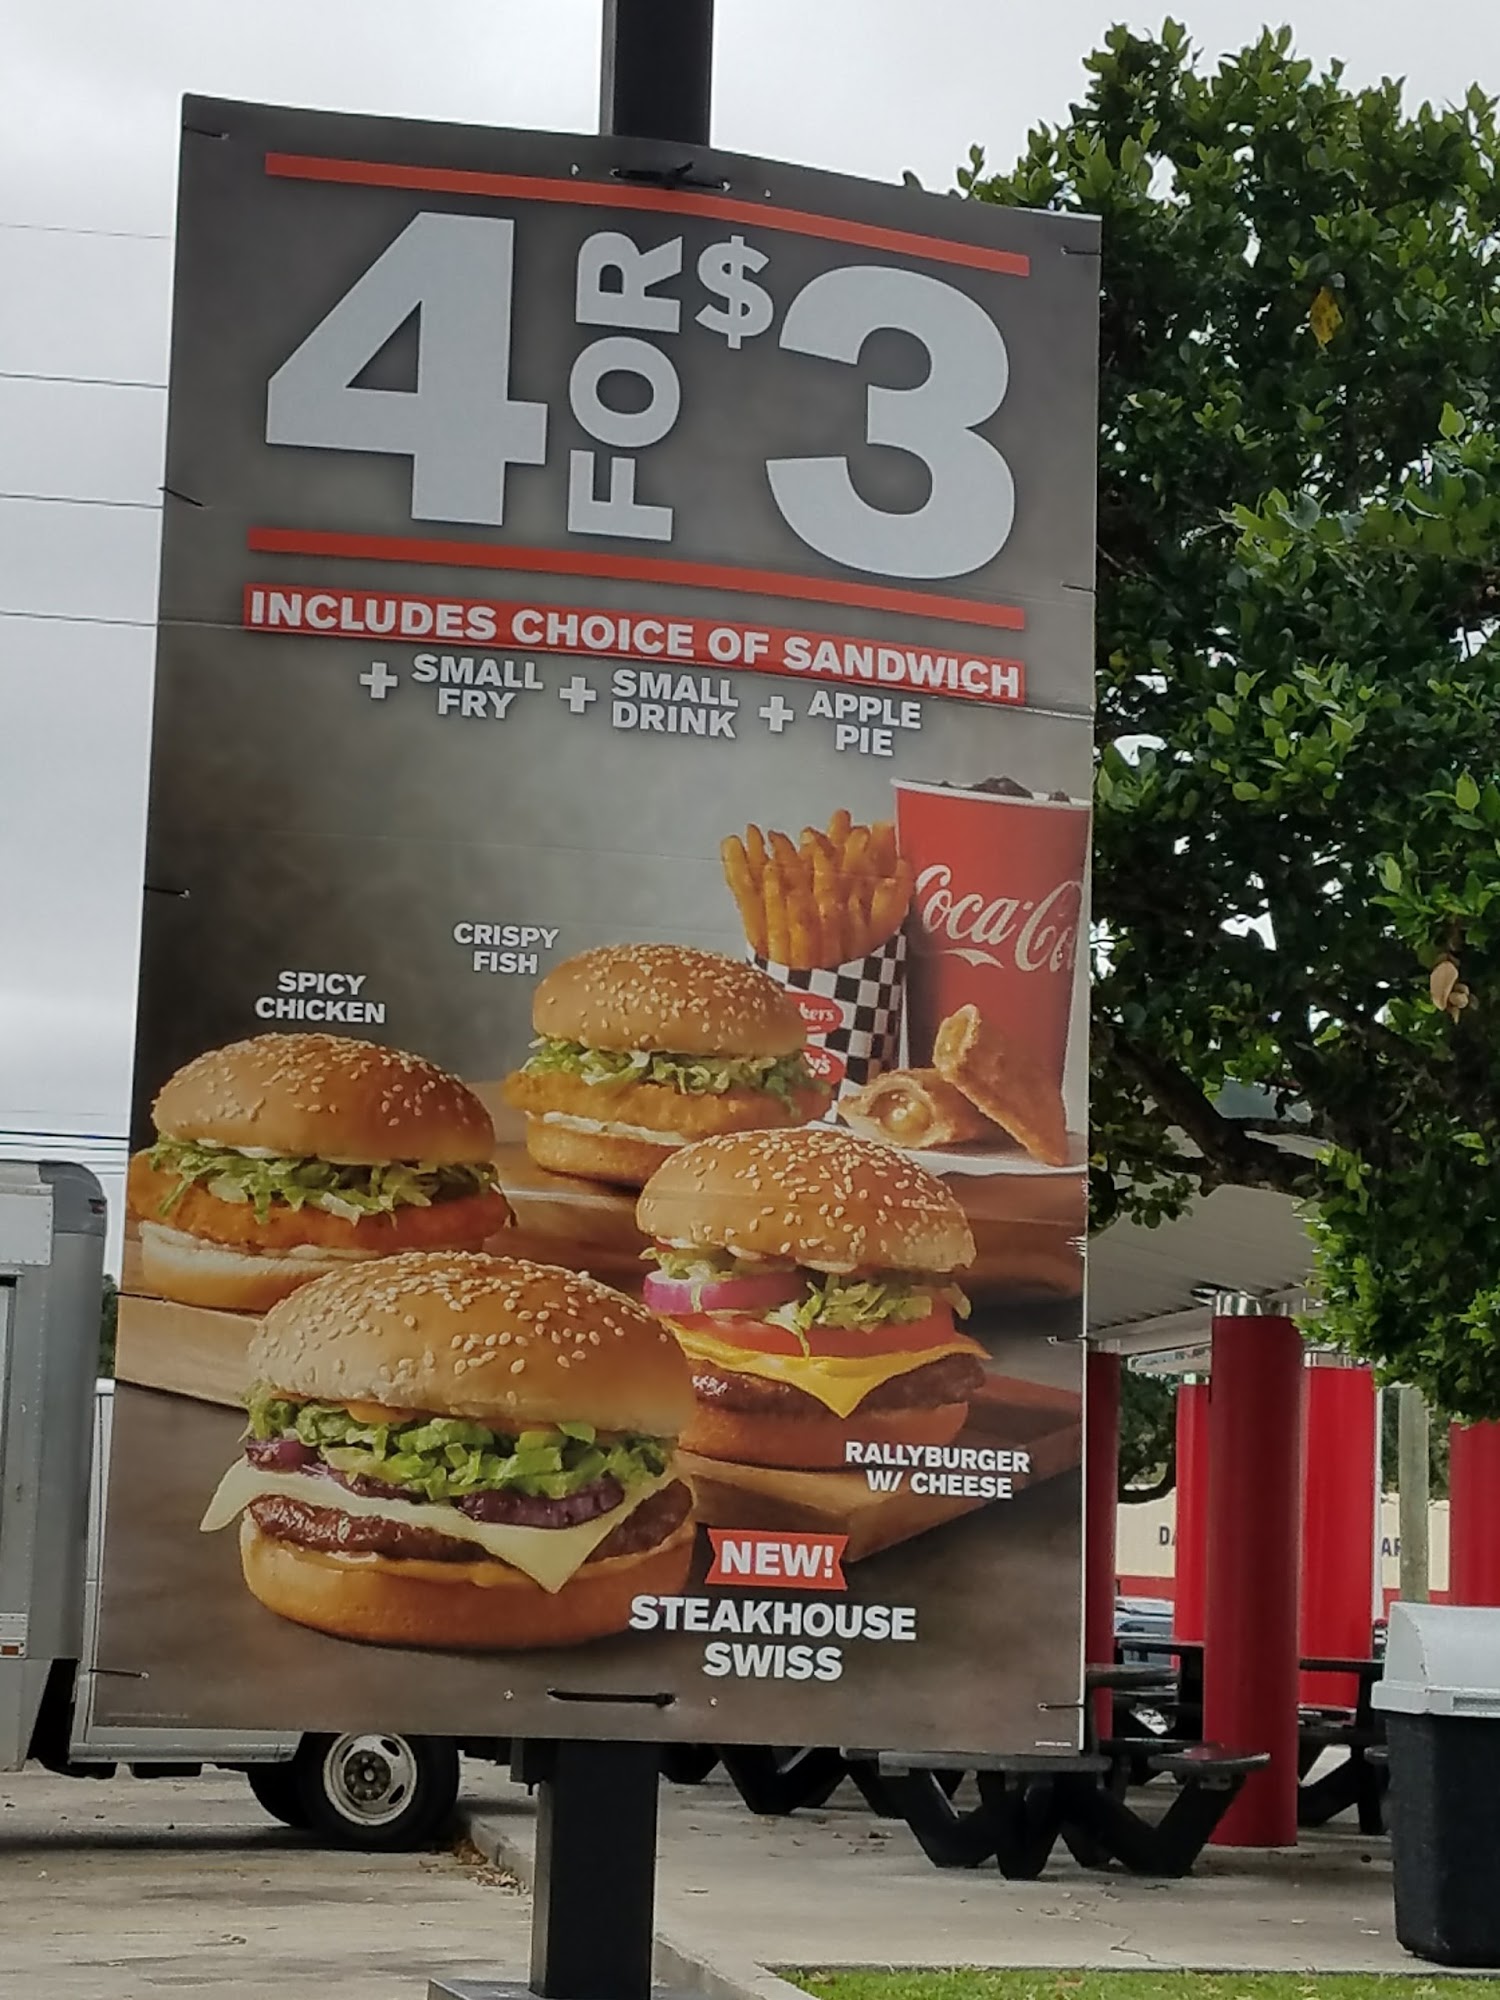 4 FOR $3
INCLUDES CHOICE OF SANDWICH
+ SMALL FRY + SMALL DRINK + APPLE PIE
Coca-Co
CRISPY
FISH
SPICY
CHICKEN
RALLYBURGER
W/ CHEESE
NEW!
STEAKHOUSE
SWISS